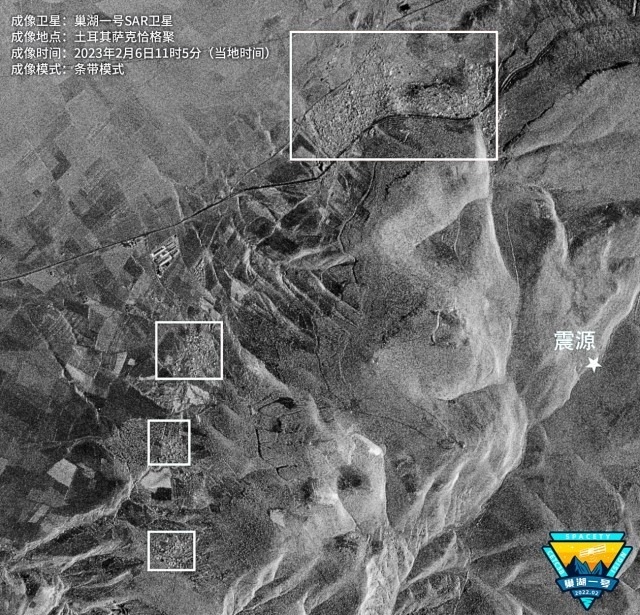 成像卫星：巢湖一号SAR卫星
成像地点：土耳其萨克恰格聚
成像时间：2023年2月6日11时5分（当地时间）
成像模式：条带模式
震源
SPACETY
巢湖一号
2022.02